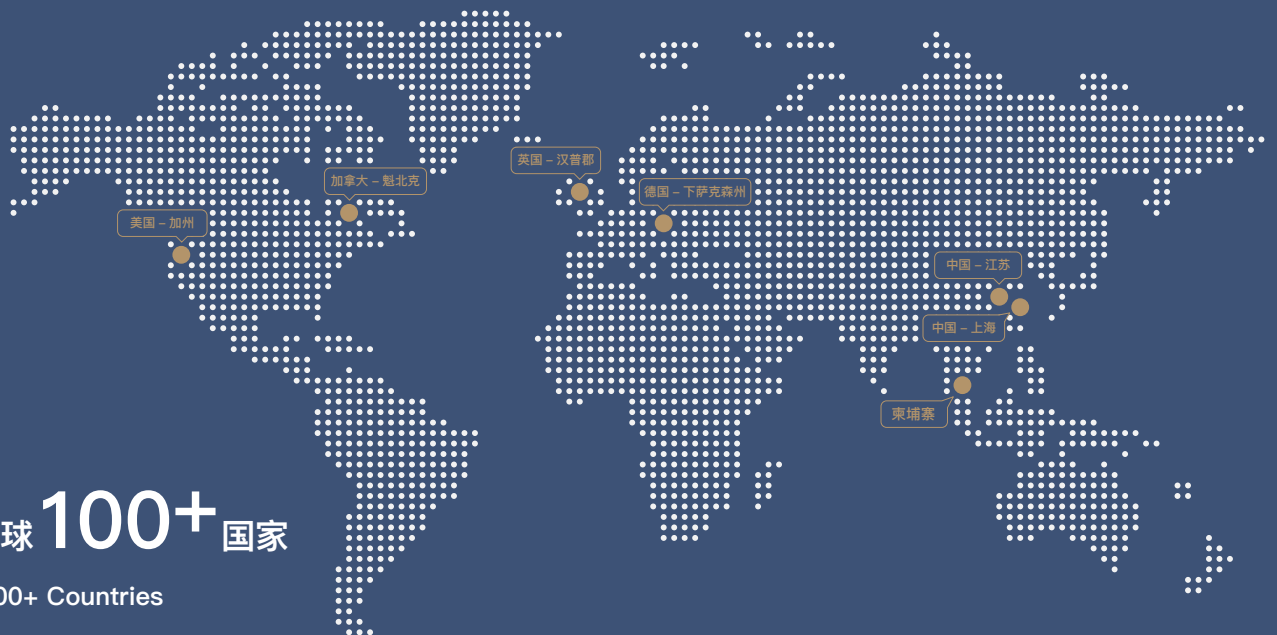 英国 – 汉普郡
加拿大 – 魁北克
德国 – 下萨克森州
美国 – 加州
中国 – 江苏
中国 – 上海
柬埔寨
球100+国家
00+ Countries